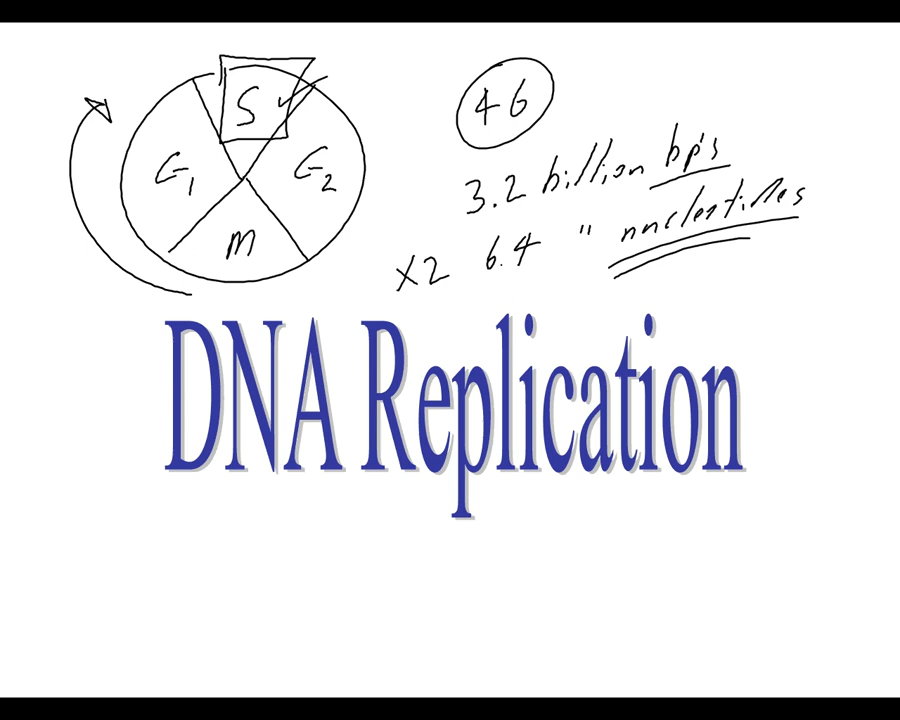 S
G1
G2
M
46
3.2 billion bp's
x2 6.4 " nucleotides
DNA Replication